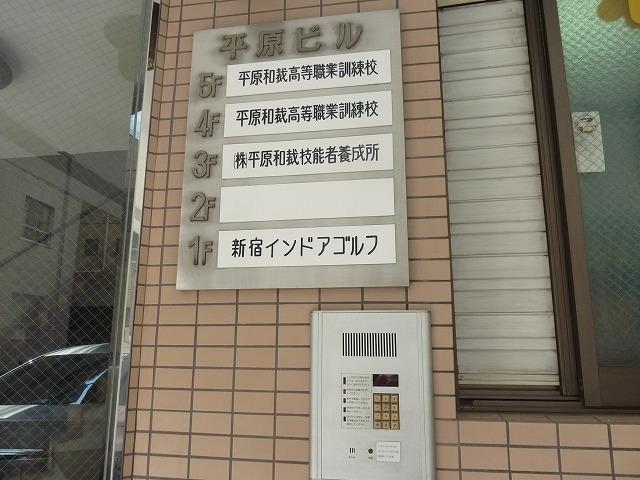 平原ビル
5F 平原和裁高等職業訓練校
4F 平原和裁高等職業訓練校
3F ㈱平原和裁技能者養成所
2F
1F 新宿インドアゴルフ